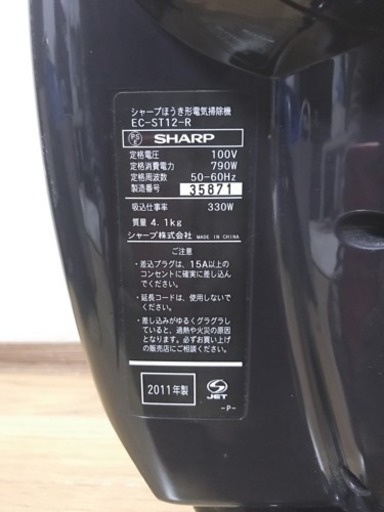 シャープほうき形電気掃除機
EC-ST12-R
PS E SHARP
定格電圧 100V
定格消費電力 790W
定格周波数 50-60Hz
製造番号 35871
吸込仕事率 330W
質量 4.1kg
シャープ株式会社 MADE IN CHINA
ご注意
・差込プラグは、15A以上の
コンセントに確実に差し込ん
でください。
・延長コードは、使用しないで
ください。
・差し込みがゆるくグラグラ
していると、過熱や火災の原因
となります。必ずお買い上げ
の販売店にご相談ください。
2011年製
S JET
-P-